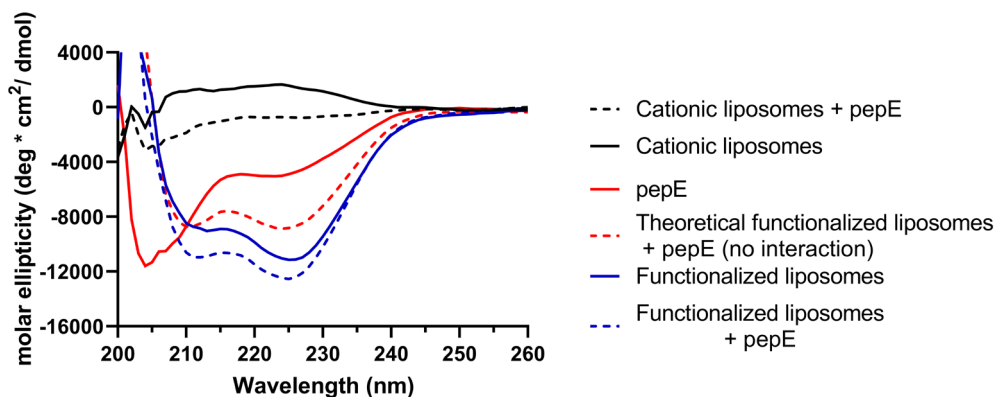 4000
0
-4000
-8000
-12000
-16000
molar ellipticity (deg * cm²/ dmol)
200 210 220 230 240 250 260
Wavelength (nm)
Cationic liposomes + pepE
Cationic liposomes
pepE
Theoretical functionalized liposomes
+ pepE (no interaction)
Functionalized liposomes
Functionalized liposomes
+ pepE